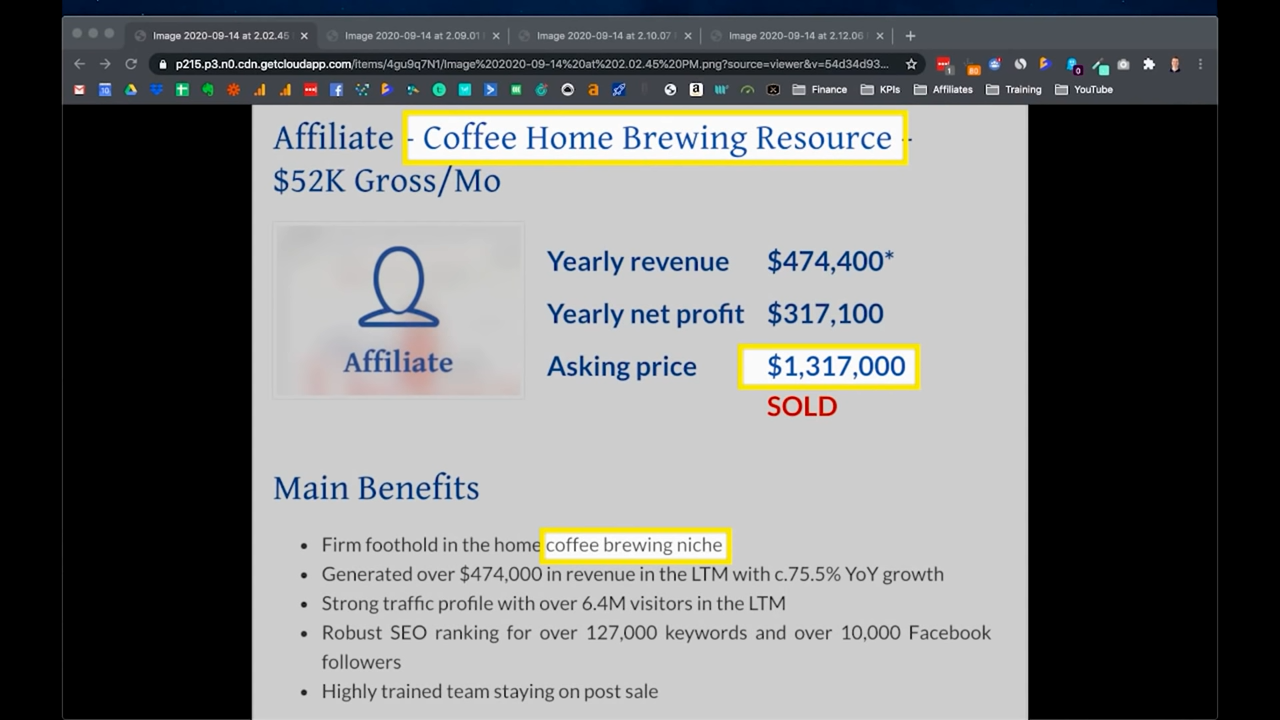 Image 2020-09-14 at 2.02.45
Image 2020-09-14 at 2.09.01
Image 2020-09-14 at 2.10.07
Image 2020-09-14 at 2.12.06
p215.p3.n0.cdn.getcloudapp.com/items/4gu9q7N1/Image%202020-09-14%20at%202.02.45%20PM.png?source=viewer&v=54d34d93...
Finance
KPIs
Affiliates
Training
YouTube
Affiliate - Coffee Home Brewing Resource -
$52K Gross/Mo
Affiliate
Yearly revenue $474,400*
Yearly net profit $317,100
Asking price $1,317,000
SOLD
Main Benefits
• Firm foothold in the home coffee brewing niche
• Generated over $474,000 in revenue in the LTM with c.75.5% YoY growth
• Strong traffic profile with over 6.4M visitors in the LTM
• Robust SEO ranking for over 127,000 keywords and over 10,000 Facebook
followers
• Highly trained team staying on post sale